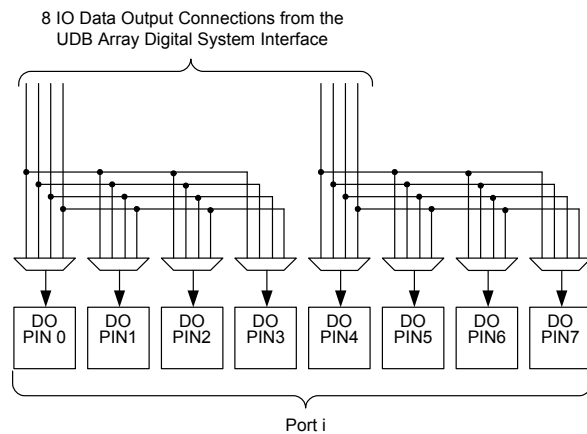 8 IO Data Output Connections from the
UDB Array Digital System Interface
DO DO DO DO DO DO DO DO
PIN 0 PIN1 PIN2 PIN3 PIN4 PIN5 PIN6 PIN7
Port i